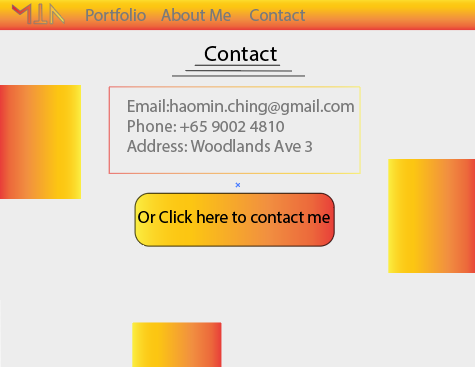 Portfolio About Me Contact
Contact
Email:haomin.ching@gmail.com
Phone: +65 9002 4810
Address: Woodlands Ave 3
Or Click here to contact me